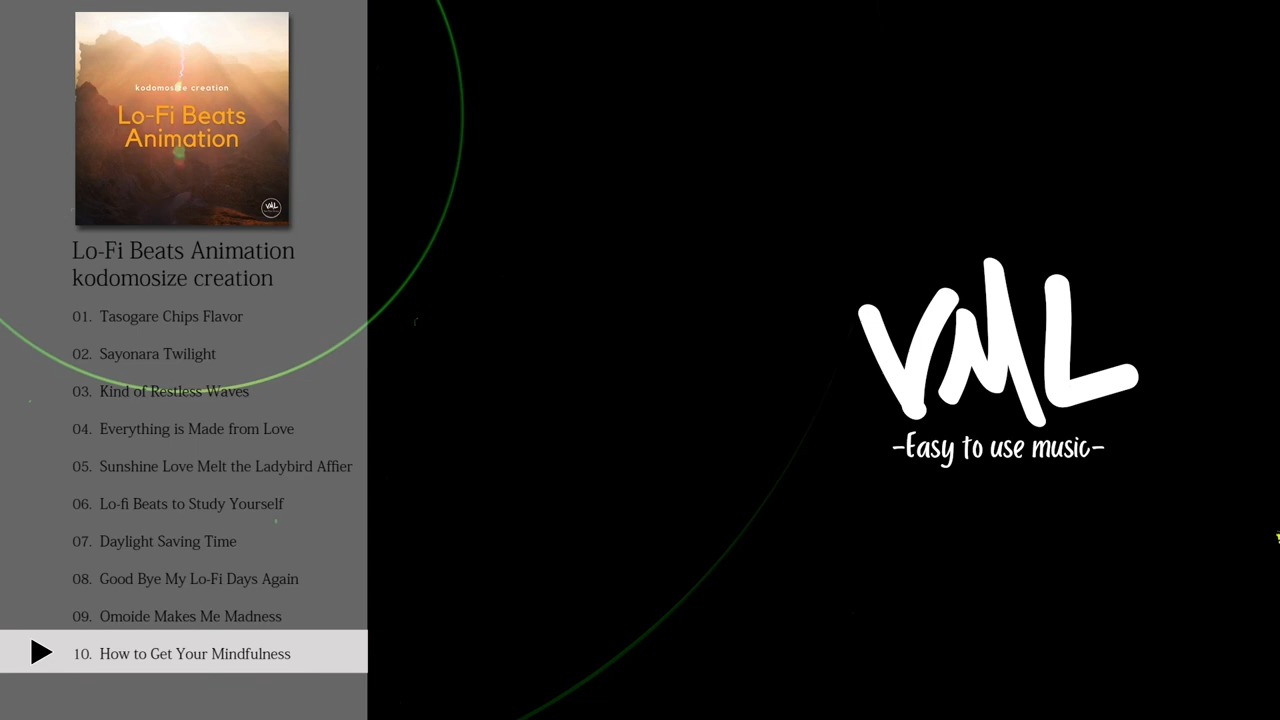 kodomosize creation
Lo-Fi Beats
Animation
VML
Lo-Fi Beats Animation
kodomosize creation
01. Tasogare Chips Flavor
02. Sayonara Twilight
03. Kind of Restless Waves
04. Everything is Made from Love
05. Sunshine Love Melt the Ladybird Affier
06. Lo-fi Beats to Study Yourself
07. Daylight Saving Time
08. Good Bye My Lo-Fi Days Again
09. Omoide Makes Me Madness
10. How to Get Your Mindfulness
VML
-Easy to use music-